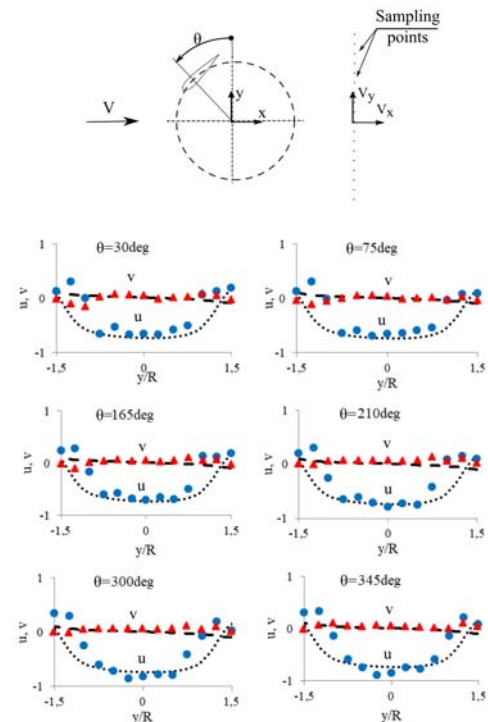 θ
Sampling
points
y
x
V
Vy
Vx
θ=30deg
1
v
u, v
0
u
-1
-1,5
0
1,5
y/R
θ=75deg
1
v
u, v
0
u
-1
-1,5
0
1,5
y/R
θ=165deg
1
v
u, v
0
u
-1
-1,5
0
1,5
y/R
θ=210deg
1
v
u, v
0
u
-1
-1,5
0
1,5
y/R
θ=300deg
1
v
u, v
0
u
-1
-1,5
0
1,5
y/R
θ=345deg
1
v
u, v
0
u
-1
-1,5
0
1,5
y/R